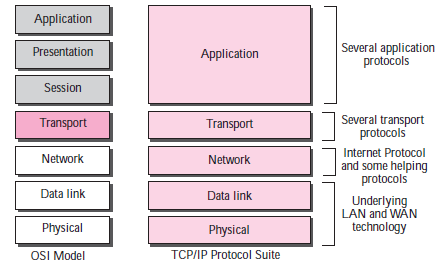 Application
Presentation
Session
Transport
Network
Data link
Physical
OSI Model
Application
Transport
Network
Data link
Physical
TCP/IP Protocol Suite
Several application
protocols
Several transport
protocols
Internet Protocol
and some helping
protocols
Underlying
LAN and WAN
technology